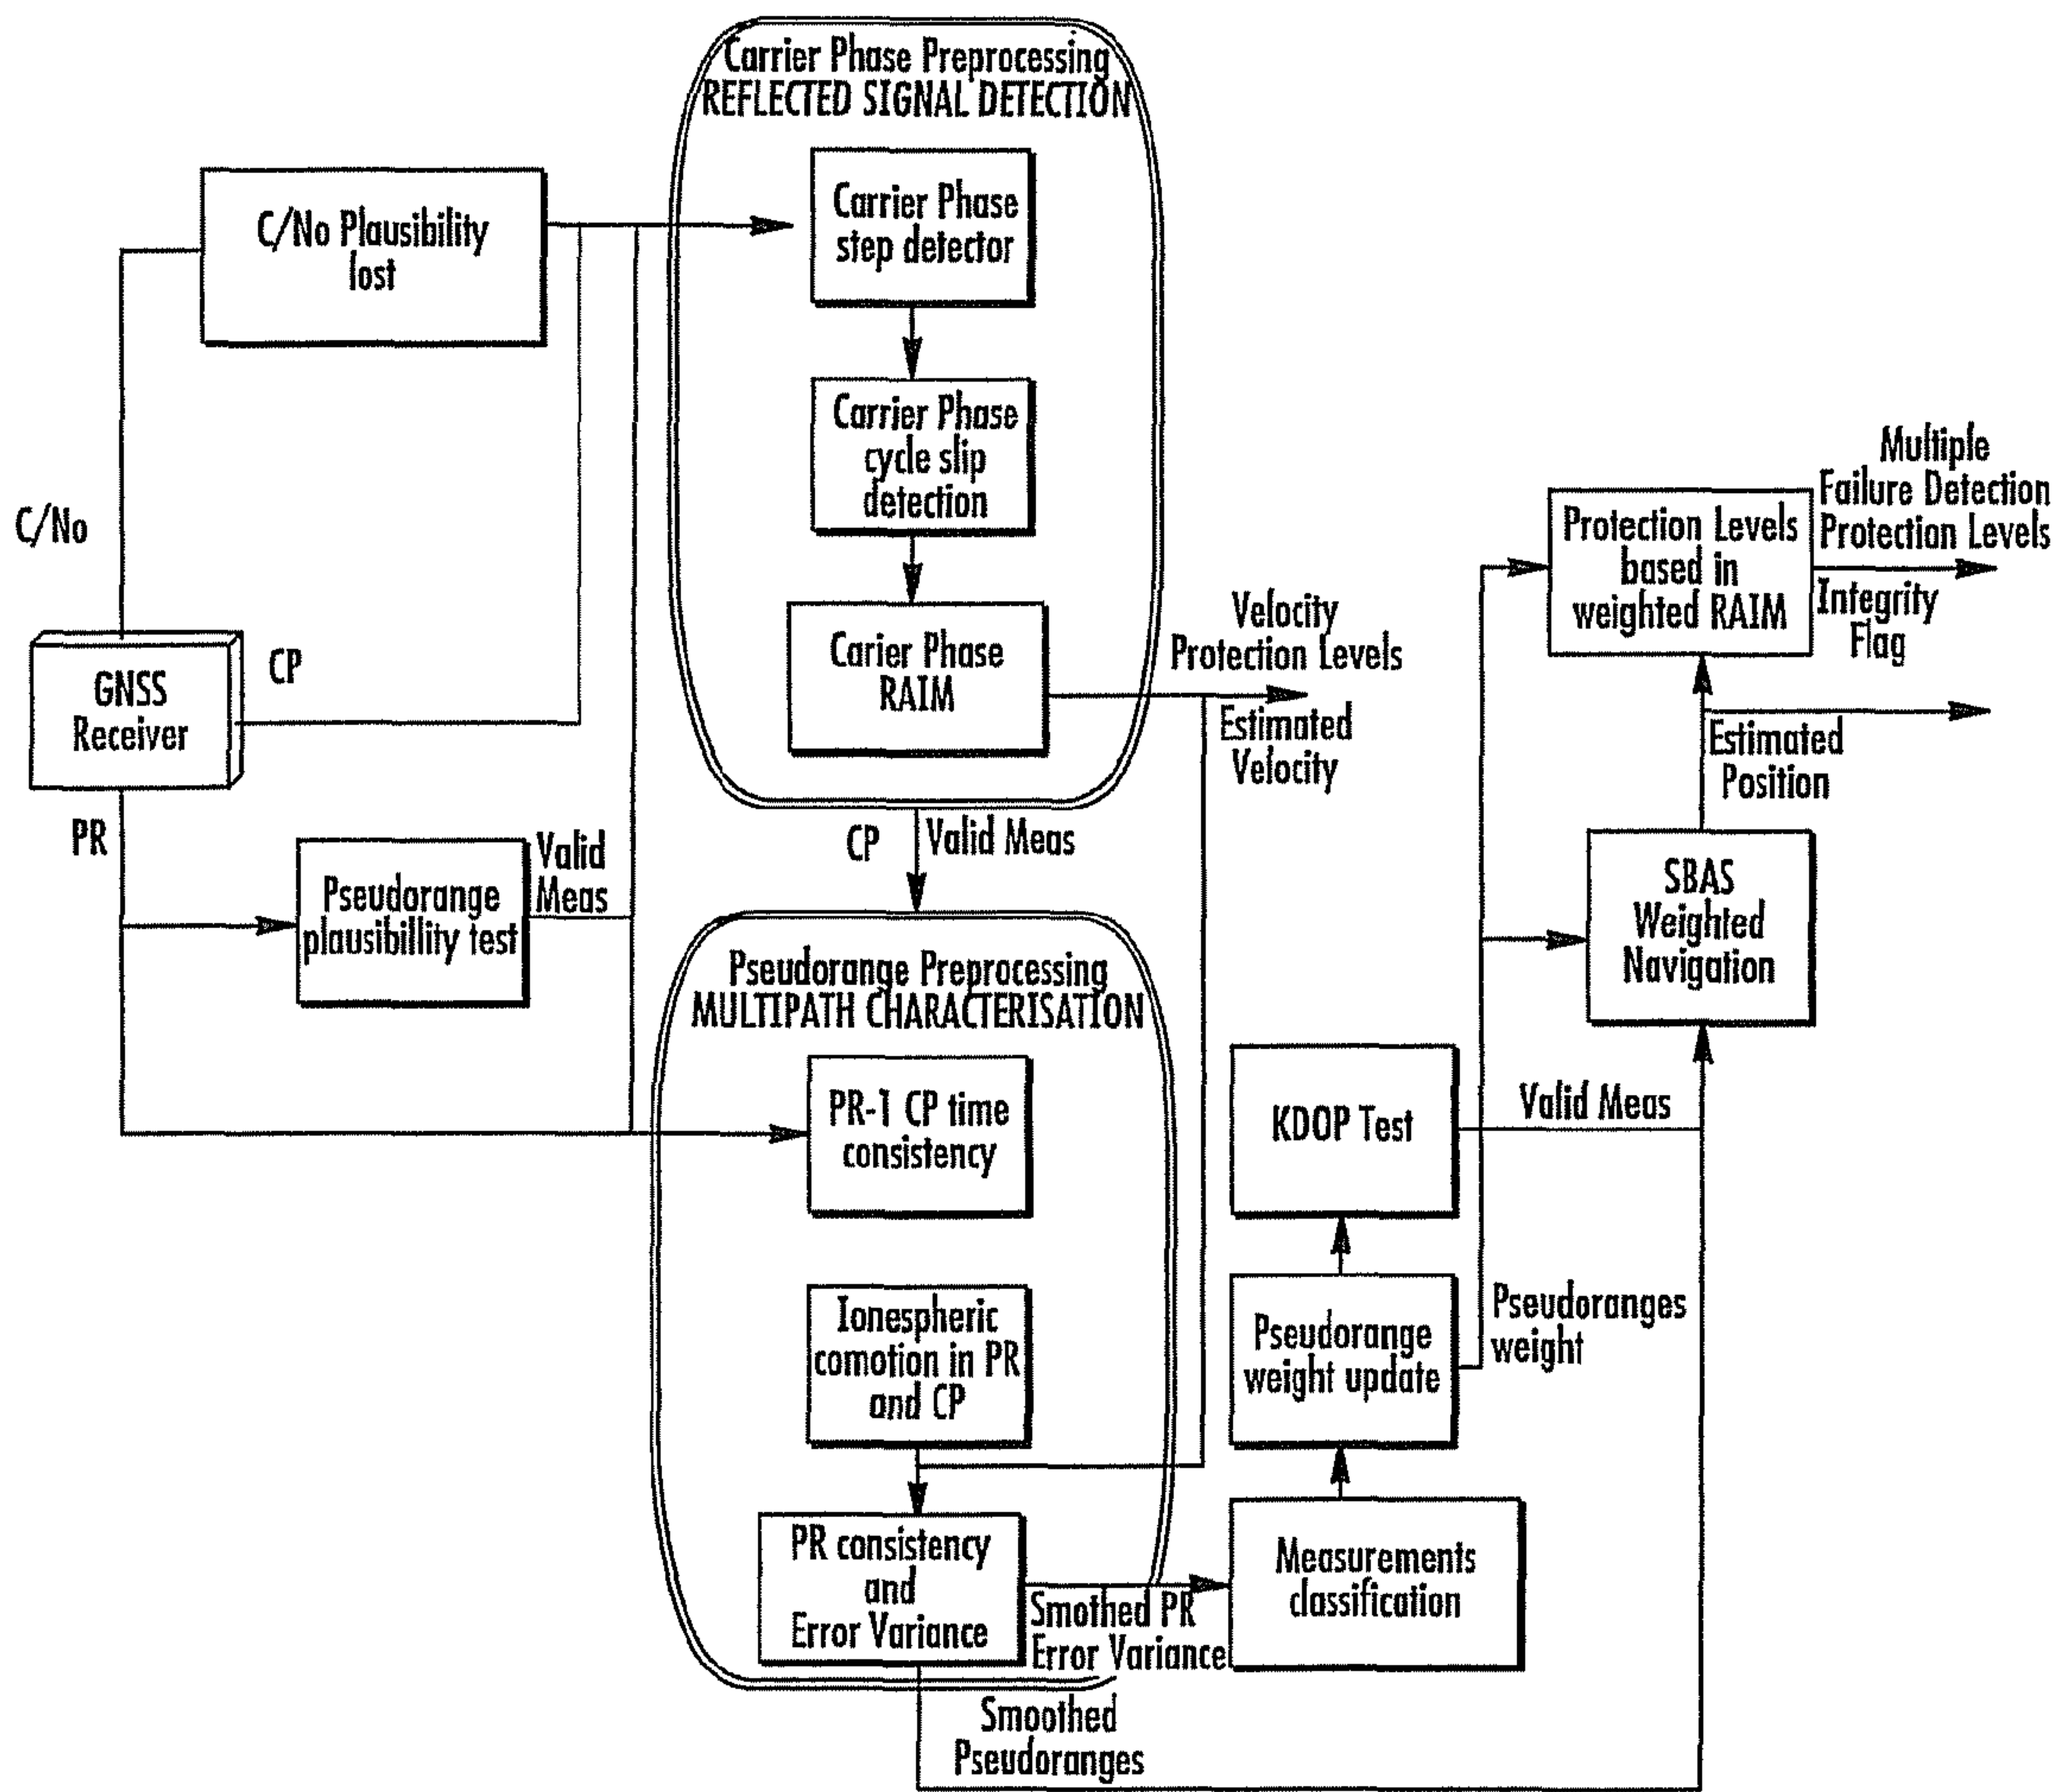 Carrier Phase Preprocessing
REFLECTED SIGNAL DETECTION
C/No Plausibility
lost
Carrier Phase
step detector
Carrier Phase
cycle slip
detection
Carier Phase
RAIM
C/No
GNSS
Receiver
CP
PR
Pseudorange
plausibillity test
Valid
Meas
Velocity
Protection Levels
Estimated
Velocity
CP
Valid Meas
Pseudorange Preprocessing
MULTIPATH CHARACTERISATION
PR-1 CP time
consistency
Ionespheric
comotion in PR
and CP
PR consistency
and
Error Variance
Smothed PR
Error Variance
Smoothed
Pseudoranges
Measurements
classification
Pseudorange
weight update
Pseudoranges
weight
KDOP Test
Valid Meas
SBAS
Weighted
Navigation
Estimated
Position
Protection Levels
based in
weighted RAIM
Multiple
Failure Detection
Protection Levels
Integrity
Flag